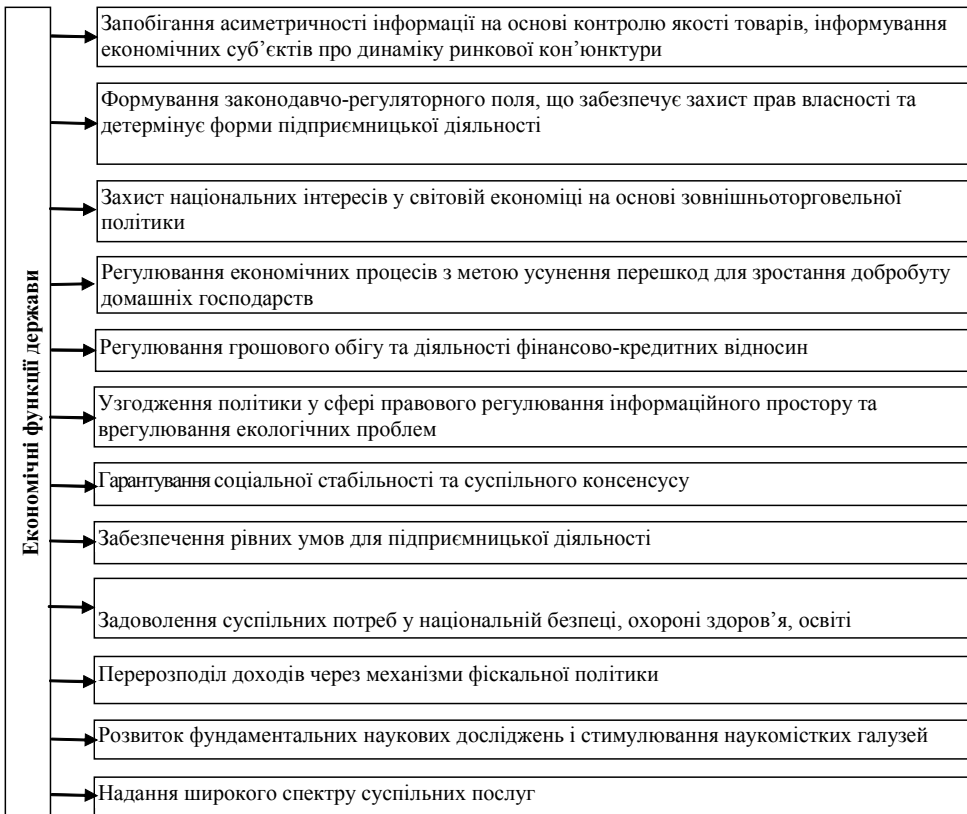 Економічні функції держави
Запобігання асиметричності інформації на основі контролю якості товарів, інформування
економічних суб’єктів про динаміку ринкової кон’юнктури
Формування законодавчо-регуляторного поля, що забезпечує захист прав власності та
детермінує форми підприємницької діяльності
Захист національних інтересів у світовій економіці на основі зовнішньоторговельної
політики
Регулювання економічних процесів з метою усунення перешкод для зростання добробуту
домашніх господарств
Регулювання грошового обігу та діяльності фінансово-кредитних відносин
Узгодження політики у сфері правового регулювання інформаційного простору та
врегулювання екологічних проблем
Гарантування соціальної стабільності та суспільного консенсусу
Забезпечення рівних умов для підприємницької діяльності
Задоволення суспільних потреб у національній безпеці, охороні здоров’я, освіті
Перерозподіл доходів через механізми фіскальної політики
Розвиток фундаментальних наукових досліджень і стимулювання наукомістких галузей
Надання широкого спектру суспільних послуг